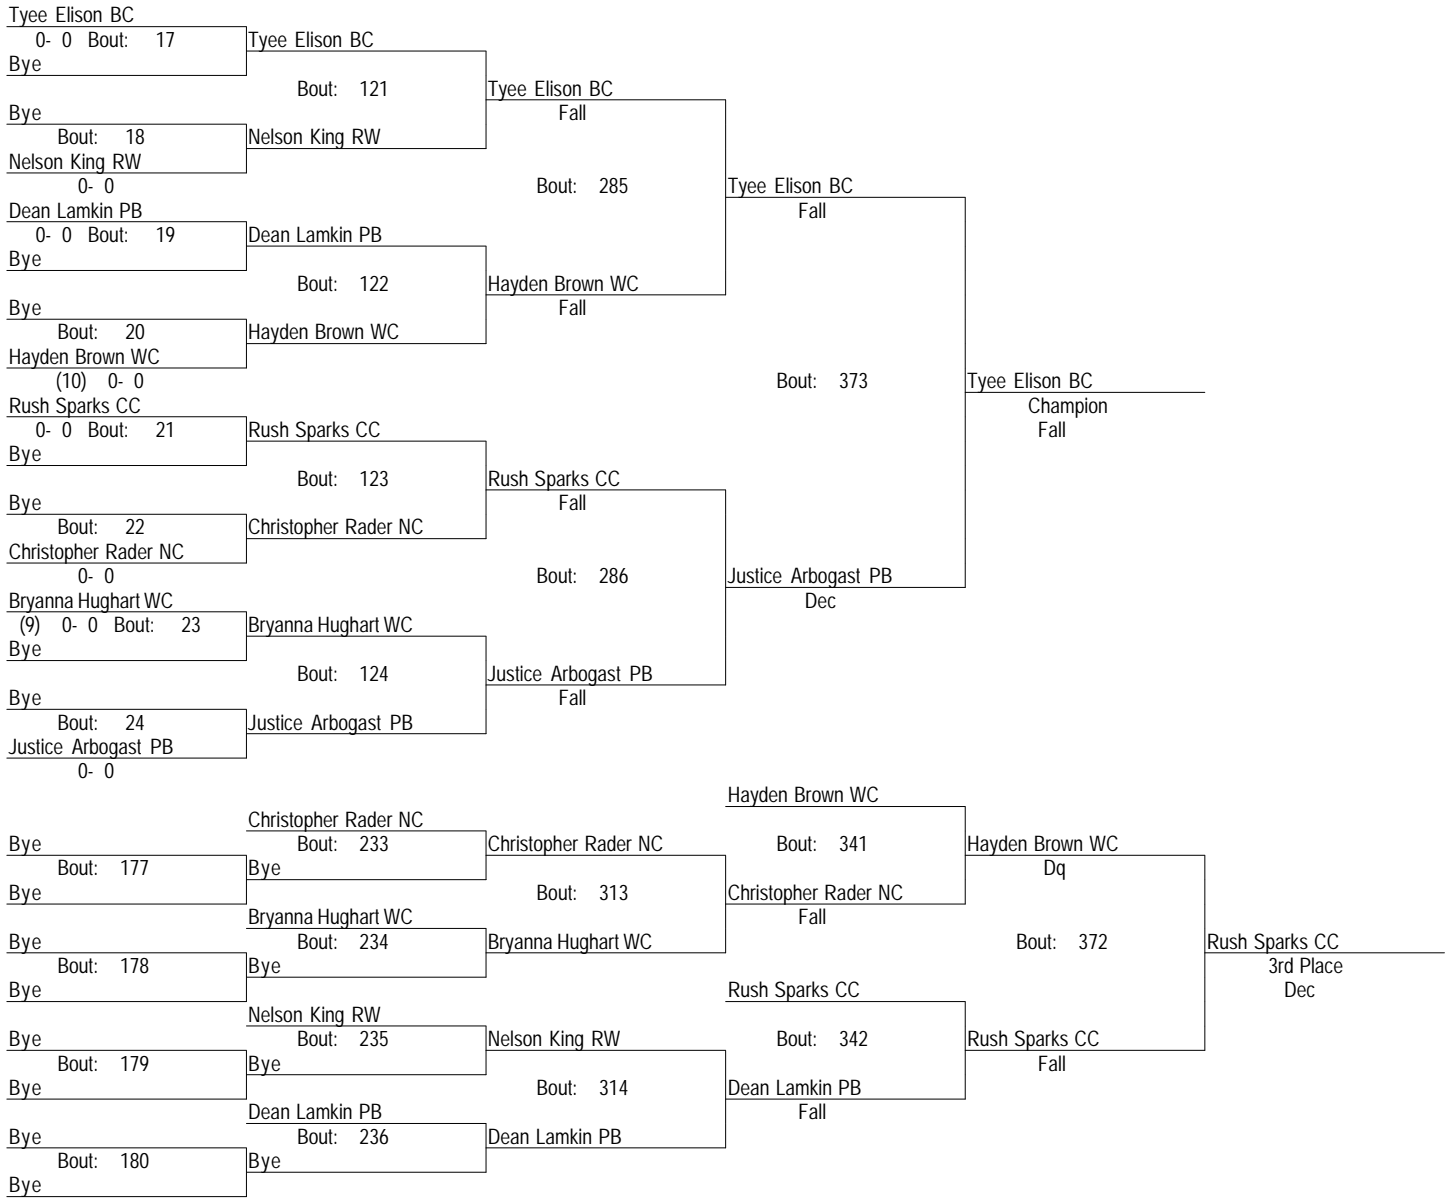 Tyee Elison BC
0- 0 Bout: 17
Tyee Elison BC
Bye
Bout: 121
Tyee Elison BC
Bye
Fall
Bout: 18
Nelson King RW
Nelson King RW
0- 0
Bout: 285
Tyee Elison BC
Dean Lamkin PB
Fall
0- 0 Bout: 19
Dean Lamkin PB
Bye
Bout: 122
Hayden Brown WC
Bye
Fall
Bout: 20
Hayden Brown WC
Hayden Brown WC
(10) 0- 0
Bout: 373
Tyee Elison BC
Rush Sparks CC
Champion
0- 0 Bout: 21
Rush Sparks CC
Fall
Bye
Bout: 123
Rush Sparks CC
Bye
Fall
Bout: 22
Christopher Rader NC
Christopher Rader NC
0- 0
Bout: 286
Justice Arbogast PB
Bryanna Hughart WC
Dec
(9) 0- 0 Bout: 23
Bryanna Hughart WC
Bye
Bout: 124
Justice Arbogast PB
Bye
Fall
Bout: 24
Justice Arbogast PB
Justice Arbogast PB
0- 0
Hayden Brown WC
Christopher Rader NC
Bye
Bout: 233
Christopher Rader NC
Bout: 341
Hayden Brown WC
Bout: 177
Bye
Dq
Bye
Bout: 313
Christopher Rader NC
Bryanna Hughart WC
Fall
Bye
Bout: 234
Bryanna Hughart WC
Bout: 372
Rush Sparks CC
Bout: 178
Bye
3rd Place
Bye
Rush Sparks CC
Dec
Nelson King RW
Bye
Bout: 235
Nelson King RW
Bout: 342
Rush Sparks CC
Bout: 179
Bye
Fall
Bye
Bout: 314
Dean Lamkin PB
Dean Lamkin PB
Fall
Bye
Bout: 236
Dean Lamkin PB
Bout: 180
Bye
Bye